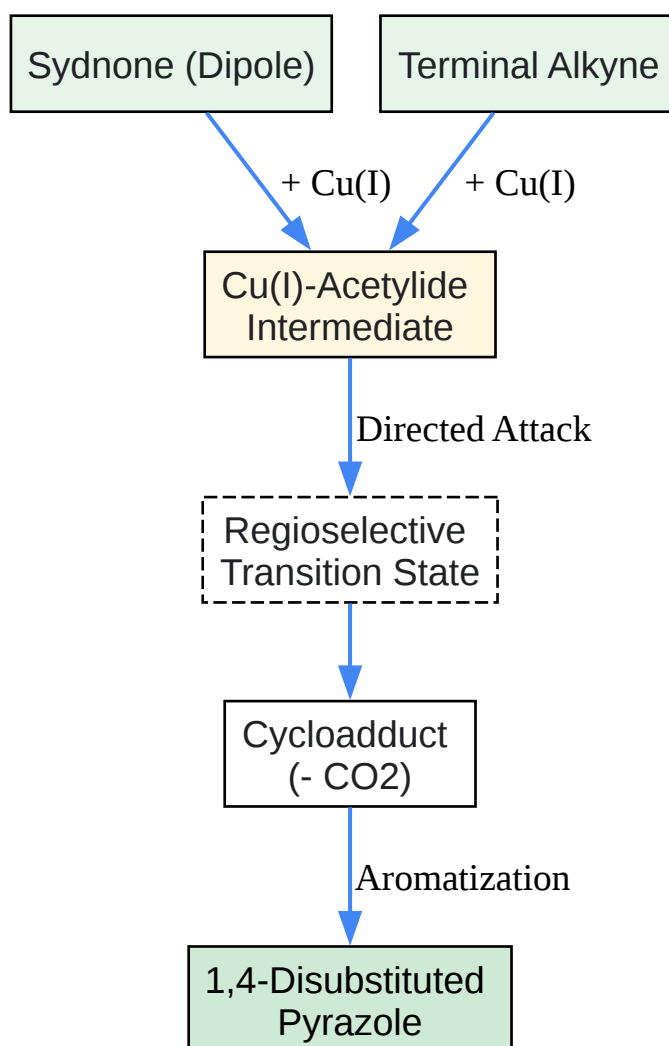 Sydnone (Dipole)
Terminal Alkyne
+ Cu(I)
+ Cu(I)
Cu(I)-Acetylide
Intermediate
Directed Attack
Regioselective
Transition State
Cycloadduct
(- CO2)
Aromatization
1,4-Disubstituted
Pyrazole